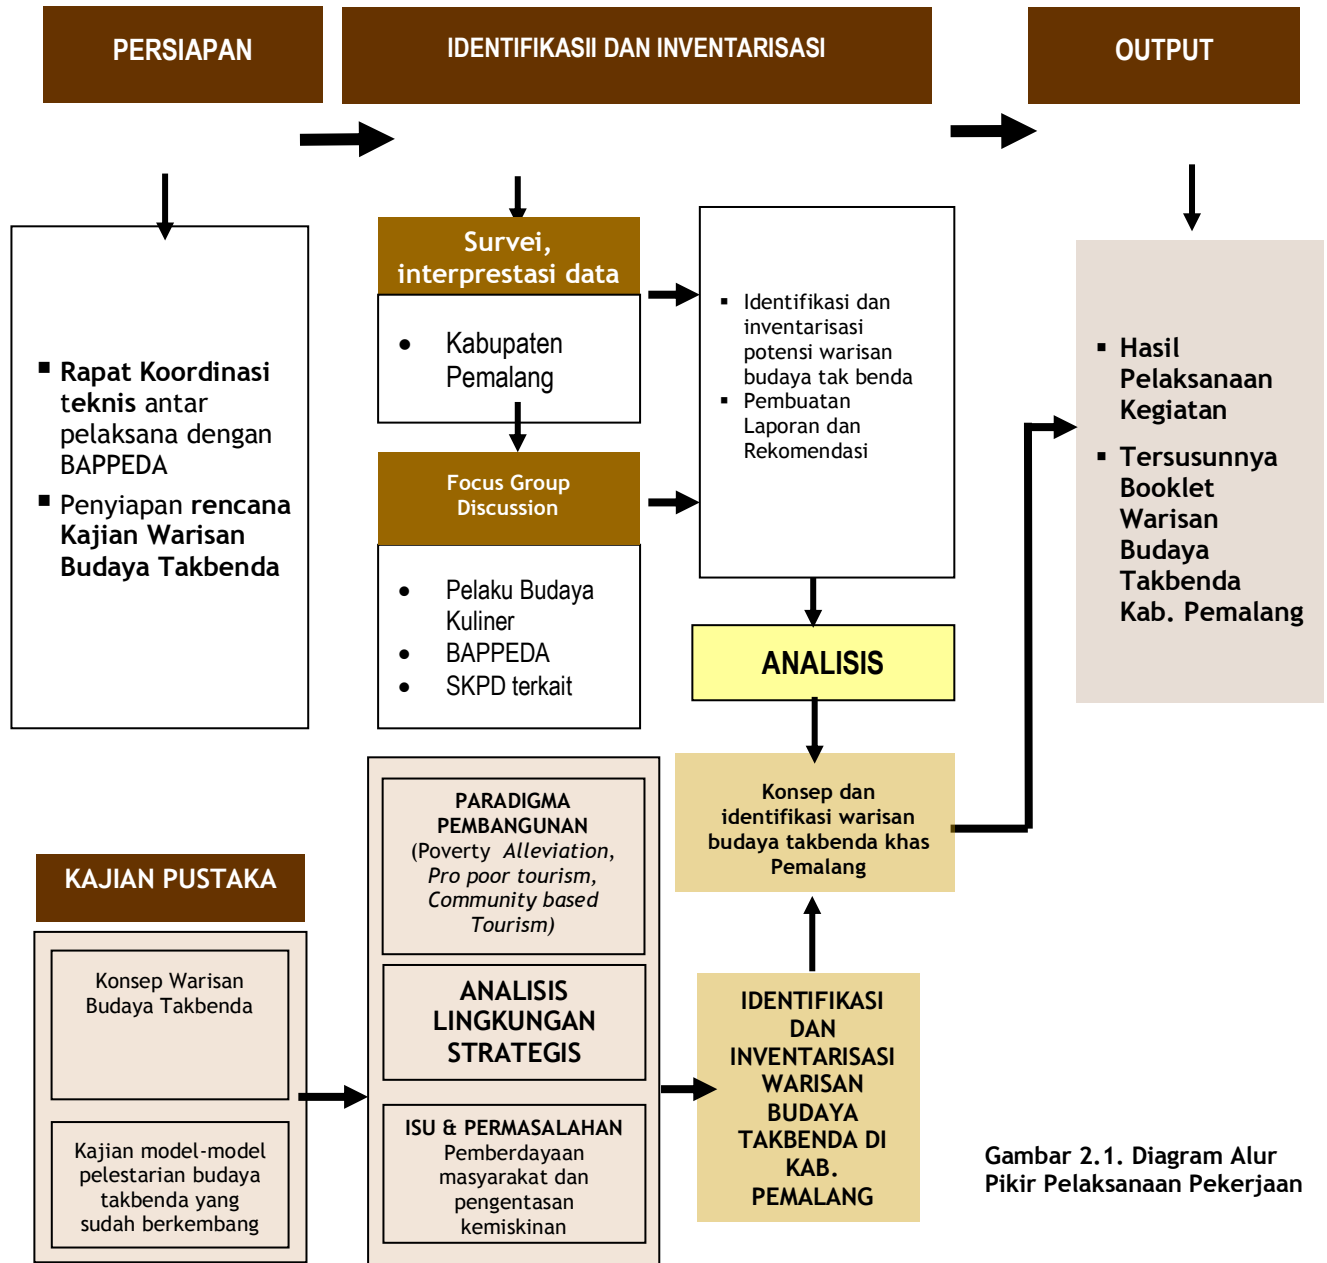 PERSIAPAN
IDENTIFIKASII DAN INVENTARISASI
OUTPUT
▪ Rapat Koordinasi
teknis antar
pelaksana dengan
BAPPEDA
▪ Penyiapan rencana
Kajian Warisan
Budaya Takbenda
Survei,
interprestasi data
• Kabupaten
Pemalang
Focus Group
Discussion
• Pelaku Budaya
Kuliner
• BAPPEDA
• SKPD terkait
▪ Identifikasi dan
inventarisasi
potensi warisan
budaya tak benda
▪ Pembuatan
Laporan dan
Rekomendasi
ANALISIS
▪ Hasil
Pelaksanaan
Kegiatan
▪ Tersusunnya
Booklet
Warisan
Budaya
Takbenda
Kab. Pemalang
KAJIAN PUSTAKA
Konsep Warisan
Budaya Takbenda
Kajian model-model
pelestarian budaya
takbenda yang
sudah berkembang
PARADIGMA
PEMBANGUNAN
(Poverty Alleviation,
Pro poor tourism,
Community based
Tourism)
ANALISIS
LINGKUNGAN
STRATEGIS
ISU & PERMASALAHAN
Pemberdayaan
masyarakat dan
pengentasan
kemiskinan
Konsep dan
identifikasi warisan
budaya takbenda khas
Pemalang
IDENTIFIKASI
DAN
INVENTARISASI
WARISAN
BUDAYA
TAKBENDA DI
KAB.
PEMALANG
Gambar 2.1. Diagram Alur
Pikir Pelaksanaan Pekerjaan